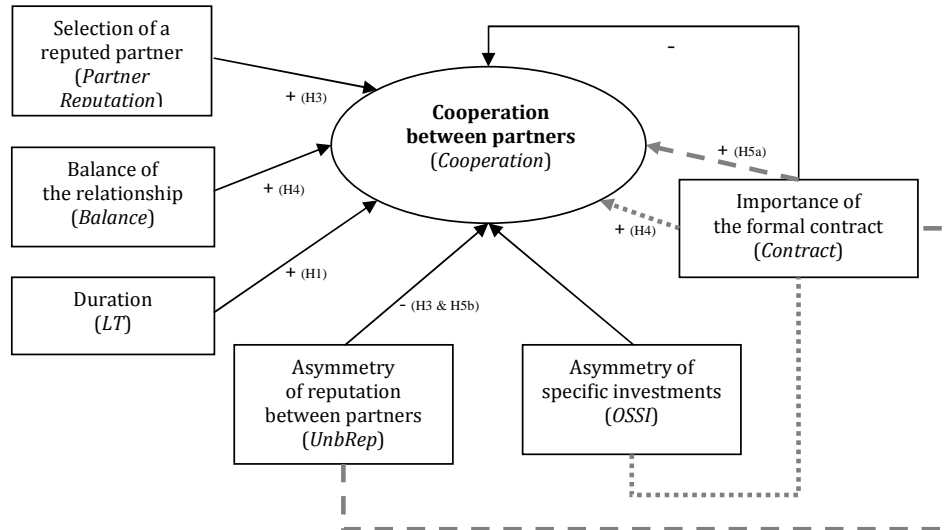 Selection of a
reputed partner
(Partner
Reputation)
+ (H3)
Balance of
the relationship
(Balance)
+ (H4)
Duration
(LT)
+ (H1)
Cooperation
between partners
(Cooperation)
-
+ (H5a)
+ (H4)
Importance of
the formal contract
(Contract)
- (H3 & H5b)
Asymmetry
of reputation
between partners
(UnbRep)
Asymmetry of
specific investments
(OSSI)